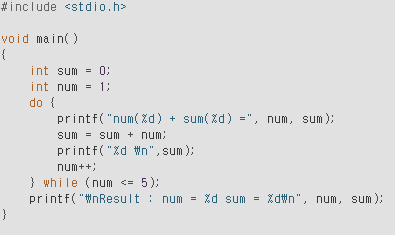 #include <stdio.h>
void main()
{
int sum = 0;
int num = 1;
do {
printf("num(%d) + sum(%d) =", num, sum);
sum = sum + num;
printf("%d ₩n",sum);
num++;
} while (num <= 5);
printf("₩nResult : num = %d sum = %d₩n", num, sum);
}